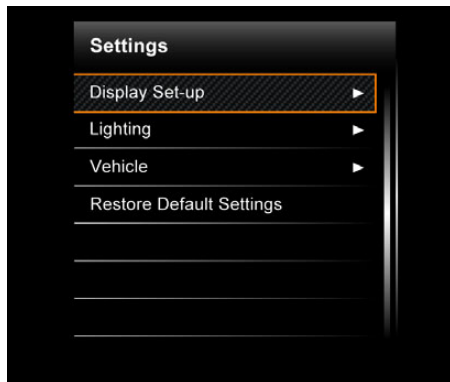 Settings
Display Set-up
Lighting
Vehicle
Restore Default Settings